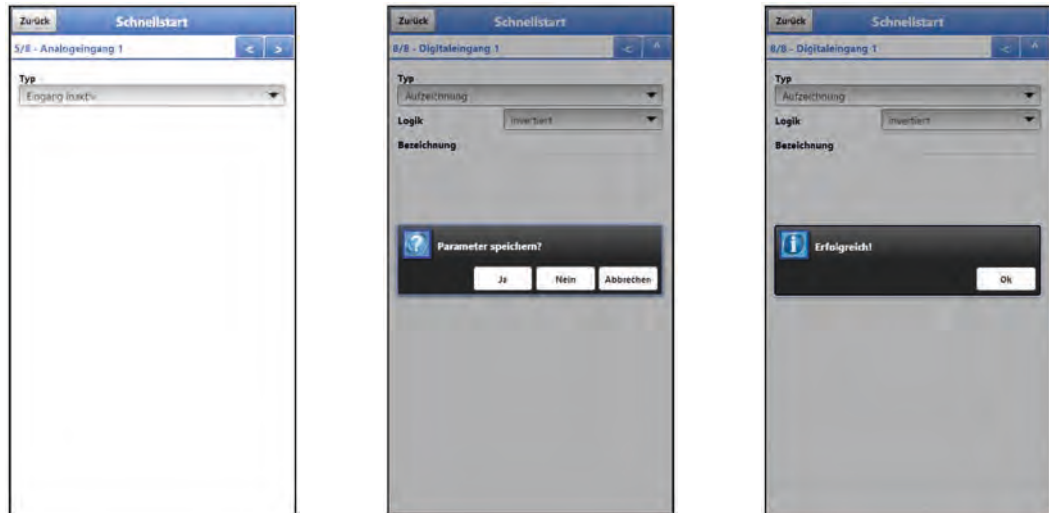 Zurück Schnellstart
5/8 - Analogeingang 1 < >
Typ
Eingang inaktiv
Zurück Schnellstart
8/8 - Digitaleingang 1 < ^
Typ
Aufzeichnung
Logik invertiert
Bezeichnung
Parameter speichern?
Ja Nein Abbrechen
Zurück Schnellstart
8/8 - Digitaleingang 1 < ^
Typ
Aufzeichnung
Logik invertiert
Bezeichnung
Erfolgreich!
Ok